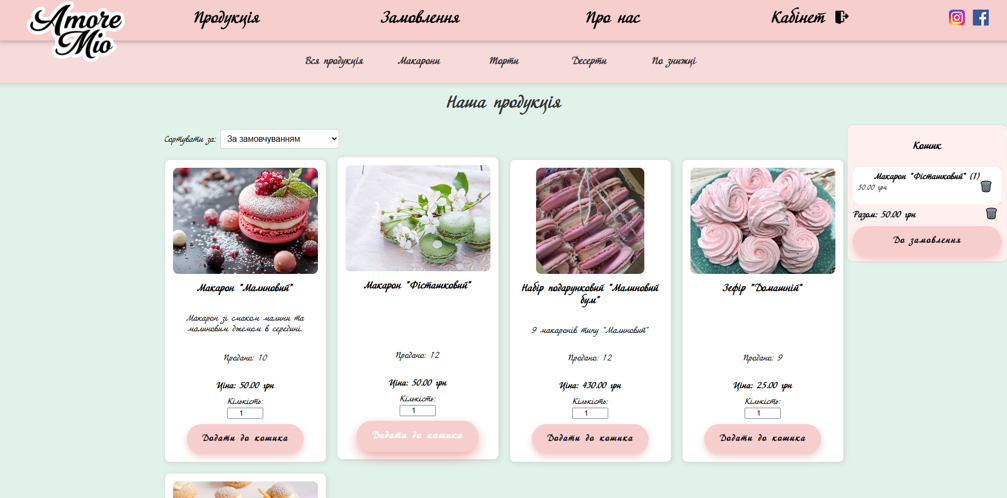 Amore
Mio
Продукція
Замовлення
Про нас
Кабінет
Вся продукція
Макарони
Торти
Десерти
По знижці
Наша продукція
Сортувати за:
За замовчуванням
Макарон "Малиновий"
Макарон зі смаком малини та
малиновим джемом в середині.
Продано: 10
Ціна: 50.00 грн
Кількість:
1
Додати до кошика
Макарон "Фісташковий"
Продано: 12
Ціна: 50.00 грн
Кількість:
1
Додати до кошика
Набір подарунковий "Малиновий
бум"
9 макаронів типу "Малиновий"
Продано: 12
Ціна: 430.00 грн
Кількість:
1
Додати до кошика
Зефір "Домашній"
Продано: 9
Ціна: 25.00 грн
Кількість:
1
Додати до кошика
Кошик
Макарон "Фісташковий" (1)
50.00 грн
Разом: 50.00 грн
До замовлення